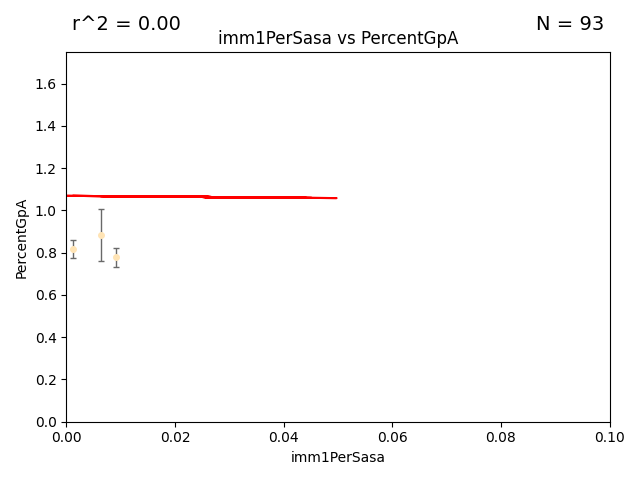 r^2 = 0.00
N = 93
imm1PerSasa vs PercentGpA
PercentGpA
1.6
1.4
1.2
1.0
0.8
0.6
0.4
0.2
0.0
0.00 0.02 0.04 0.06 0.08 0.10
imm1PerSasa